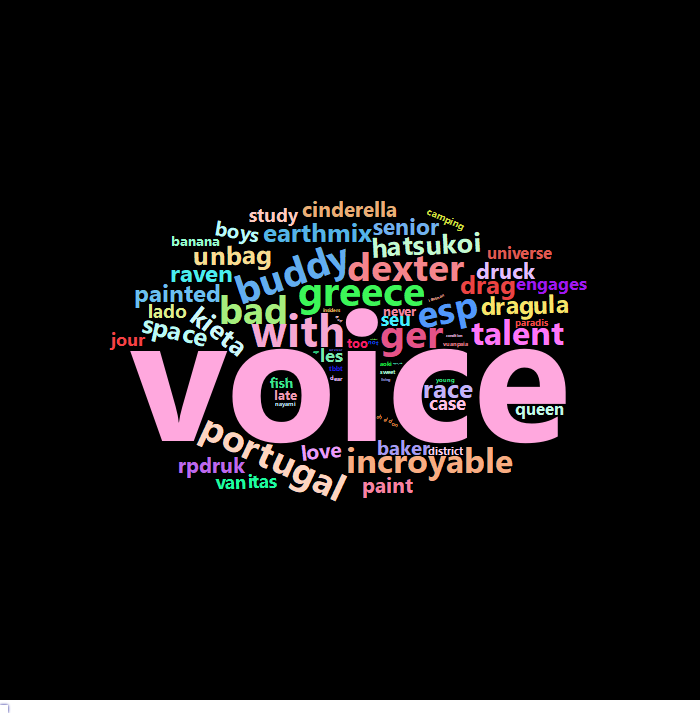 camping
study cinderella
boys earthmix senior
banana unbag buddy hatsukoi universe
raven dexter druck
painted greece drag engages
lado bad esp dragula
space kieta with never seu paradis
jour too ger talent
les
voice
fish young
late race
nayami case queen
sweet
portugal love baker district
rpdruk incroyable
vanitas paint